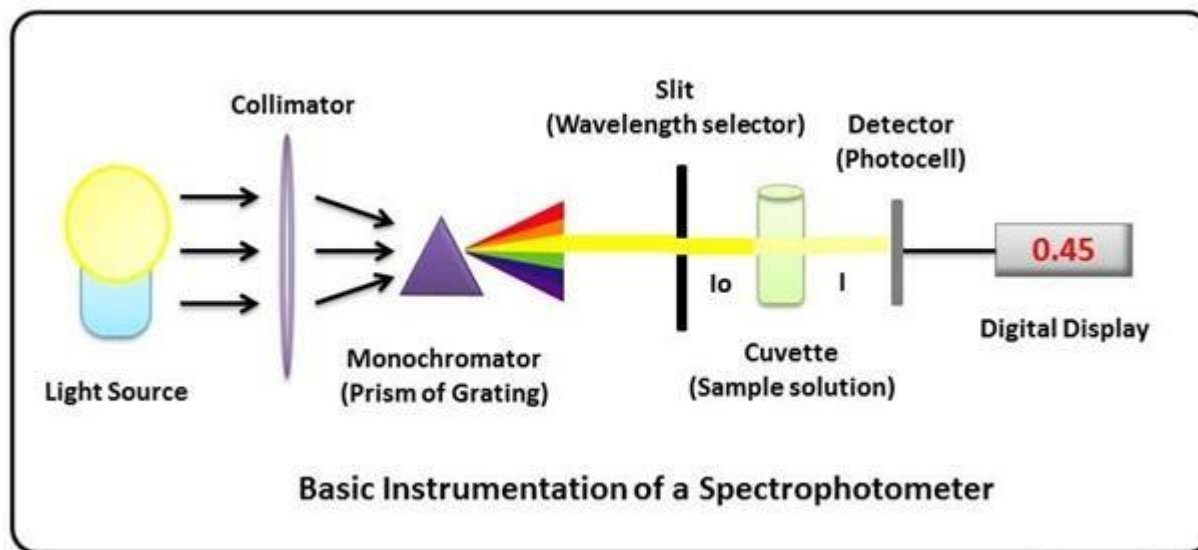 Collimator
Slit
(Wavelength selector)
Detector
(Photocell)
Light Source
Monochromator
(Prism of Grating)
Io
I
Cuvette
(Sample solution)
0.45
Digital Display
Basic Instrumentation of a Spectrophotometer